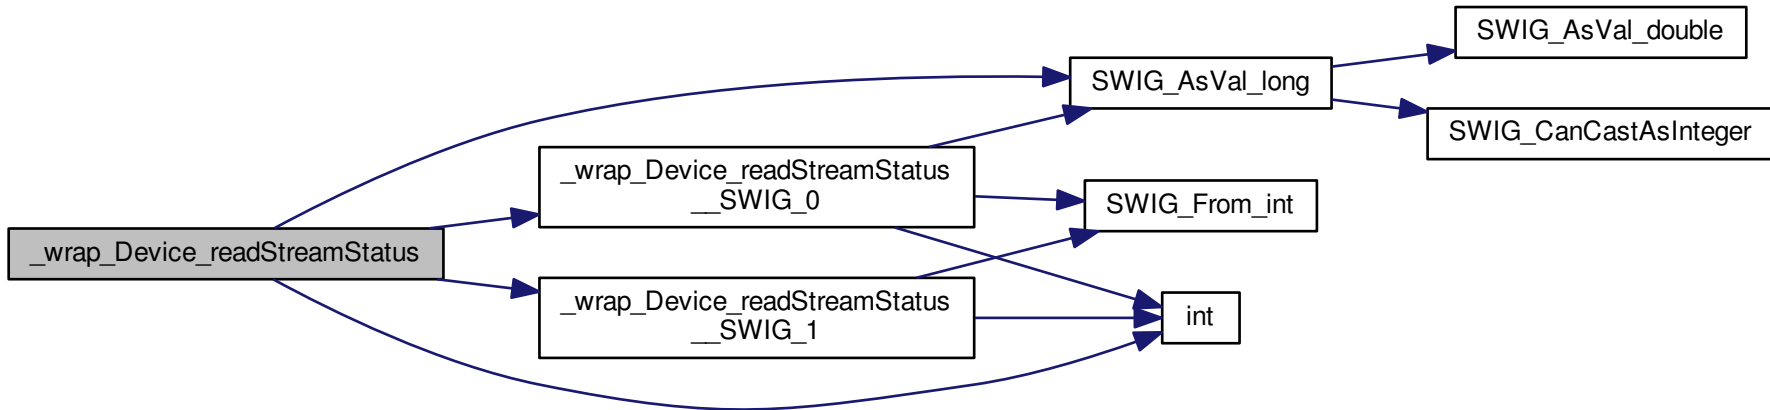 _wrap_Device_readStreamStatus
_wrap_Device_readStreamStatus
__SWIG_0
_wrap_Device_readStreamStatus
__SWIG_1
SWIG_AsVal_long
SWIG_From_int
int
SWIG_AsVal_double
SWIG_CanCastAsInteger